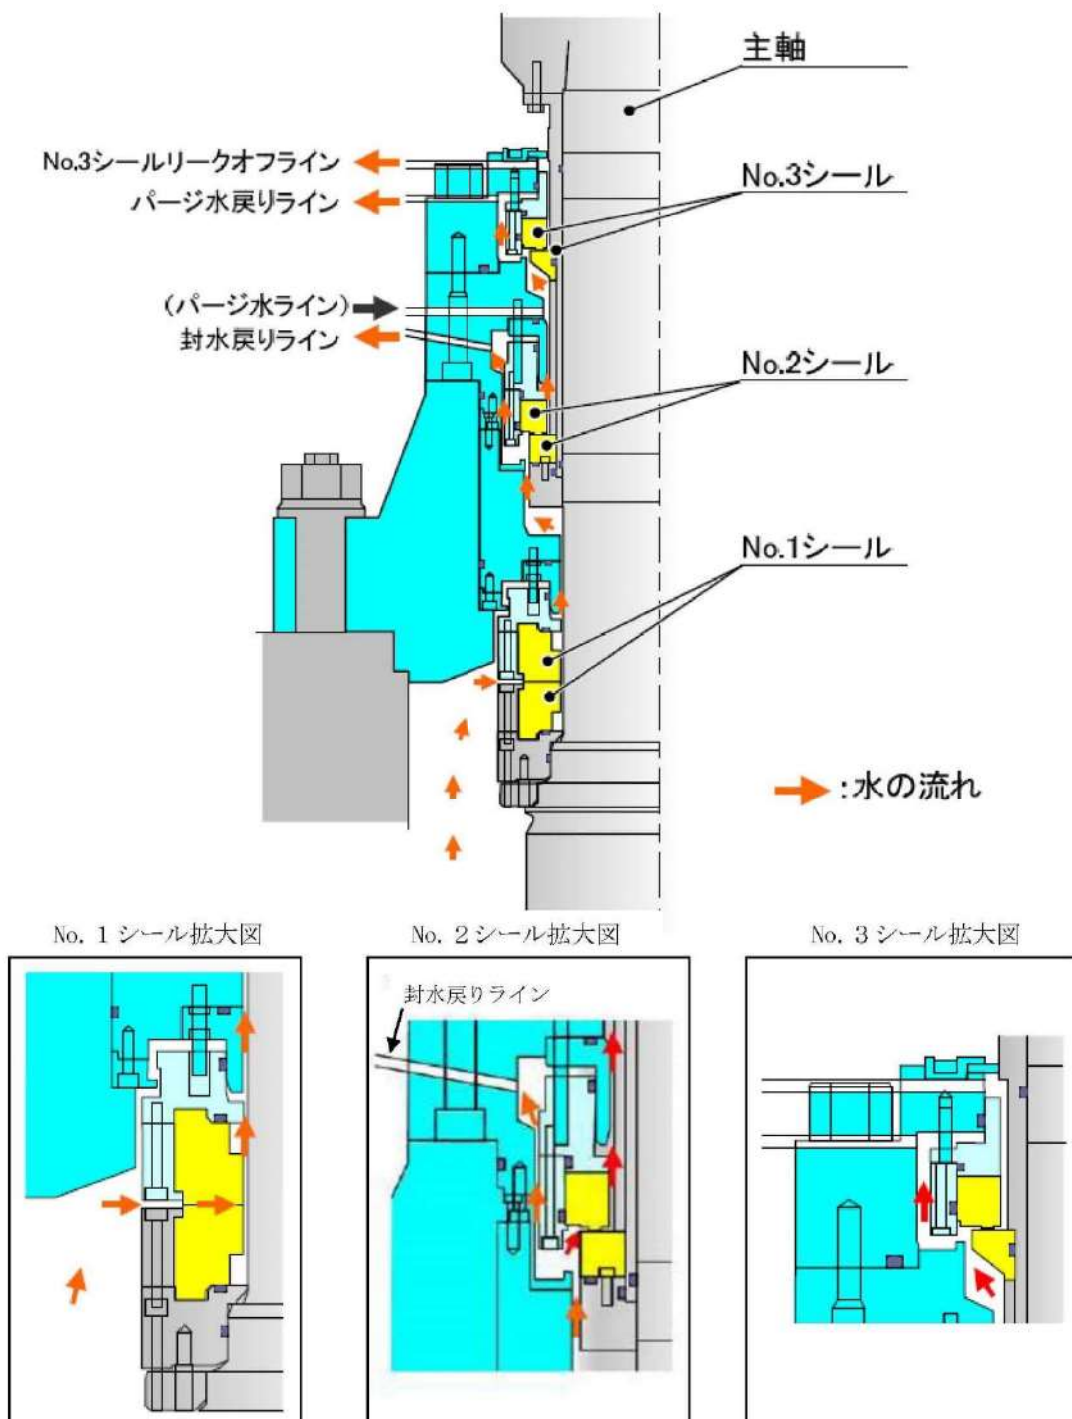 主軸
No.3シールリークオフライン
No.3シール
パージ水戻りライン
(パージ水ライン)
封水戻りライン
No.2シール
No.1シール
:水の流れ
No. 1 シール拡大図
No. 2 シール拡大図
No. 3 シール拡大図
封水戻りライン